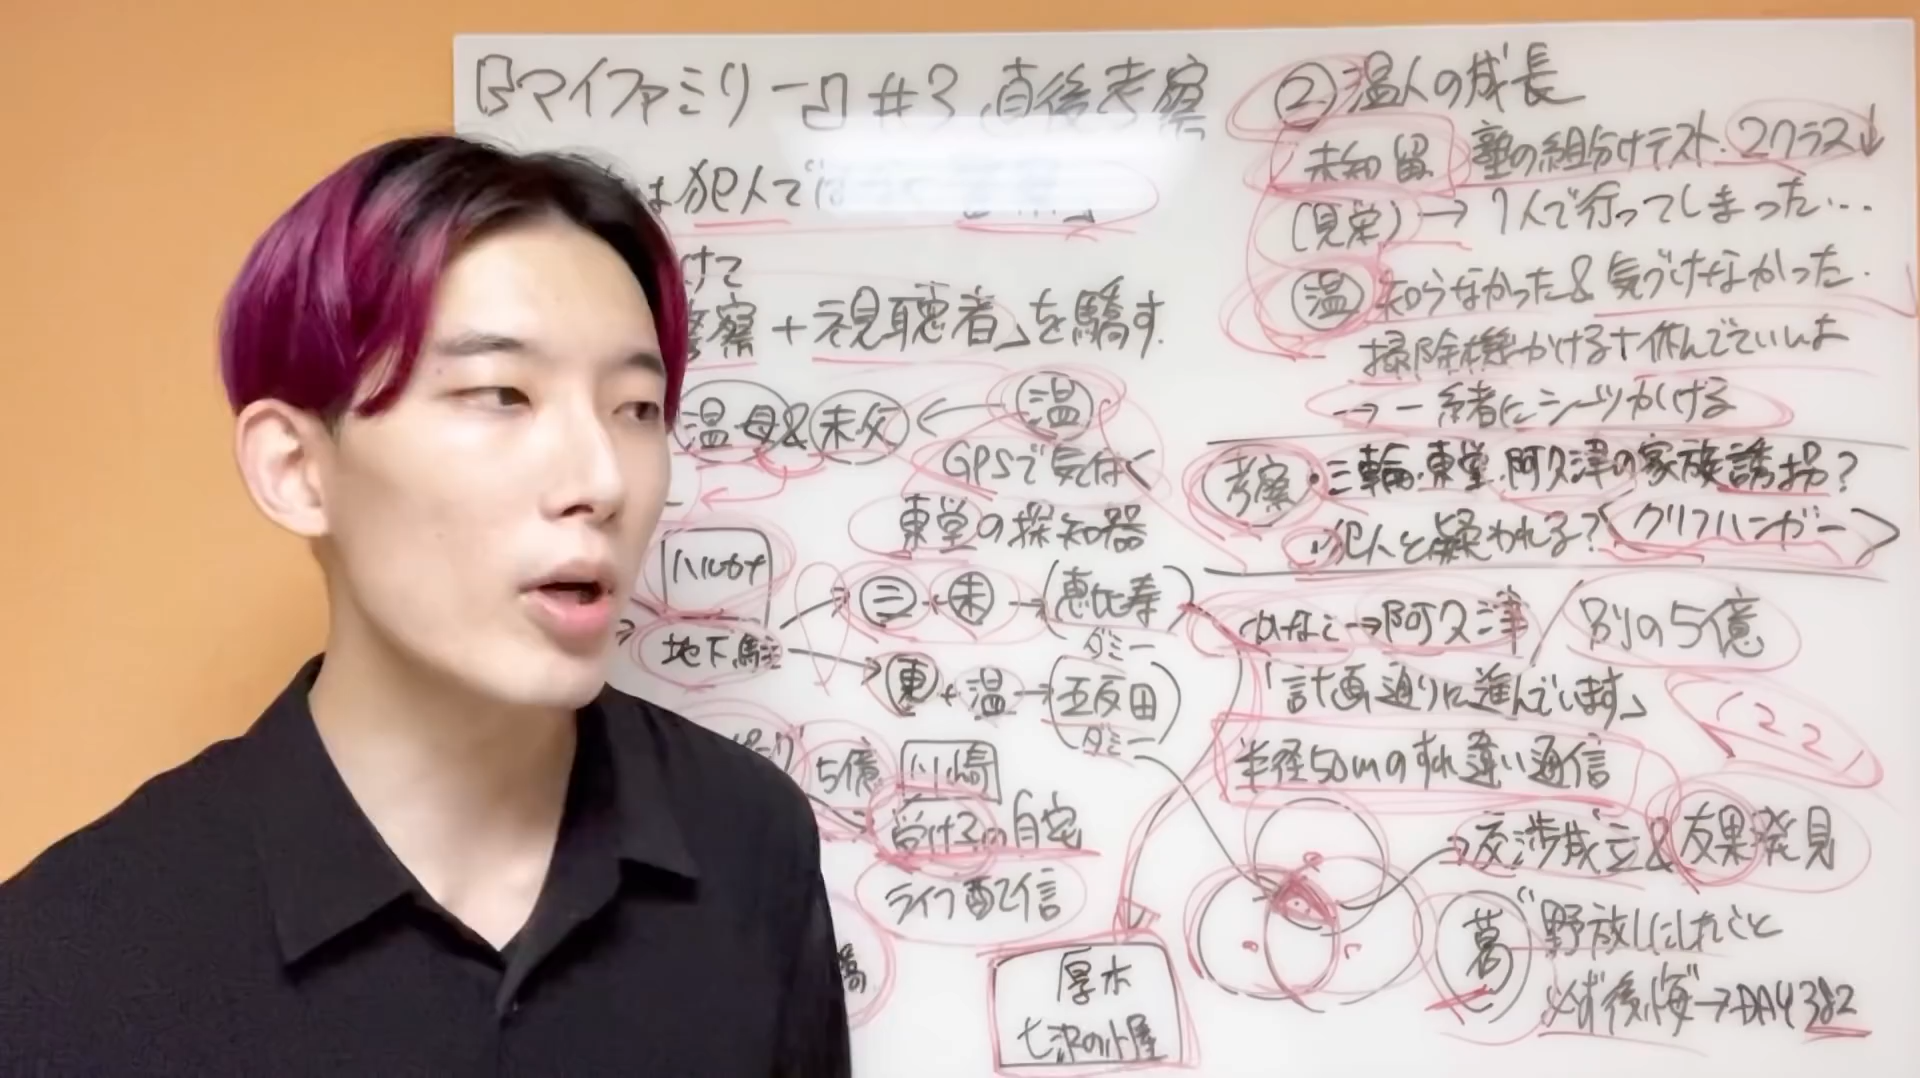 『マイファミリー』#3 直後考察
は犯人では
けて
警察+視聴者」を騙す.
温母&未父 ← 温
GPSで気付く
東堂の探知器
ハルカナ
地下駐
三+未→(恵比寿)
ダミー
東+温→(五反田)
ダミー
5億 川崎
受け子の自宅
ライブ配信
厚木
七沢の小屋
②温人の成長
未知留 塾の組分けテスト.2クラス↓
(見栄)→1人で行ってしまった…
温 知らなかった&気づけなかった.
掃除機かける+休んでていいよ
→一緒にシーツかける
考察・三輪.東堂.阿久津の家族誘拐?
・犯人と疑われる?<クリフハンガー>
かなこ→阿久津/別の5億
「計画通りに進んでいます」
(22)
半径50mのすれ違い通信
→交渉成立&友果発見
葛 "野放しにしれこと
必ず後悔"→DAY382